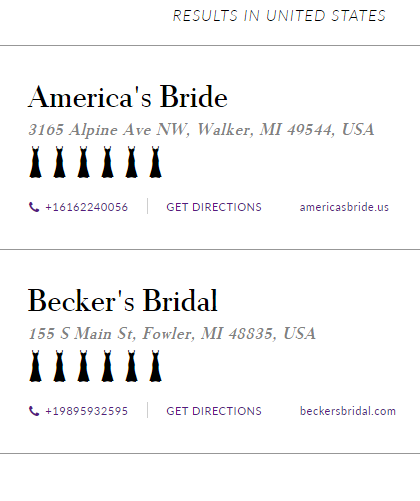 RESULTS IN UNITED STATES
America's Bride
3165 Alpine Ave NW, Walker, MI 49544, USA
+16162240056 GET DIRECTIONS americasbride.us
Becker's Bridal
155 S Main St, Fowler, MI 48835, USA
+19895932595 GET DIRECTIONS beckersbridal.com